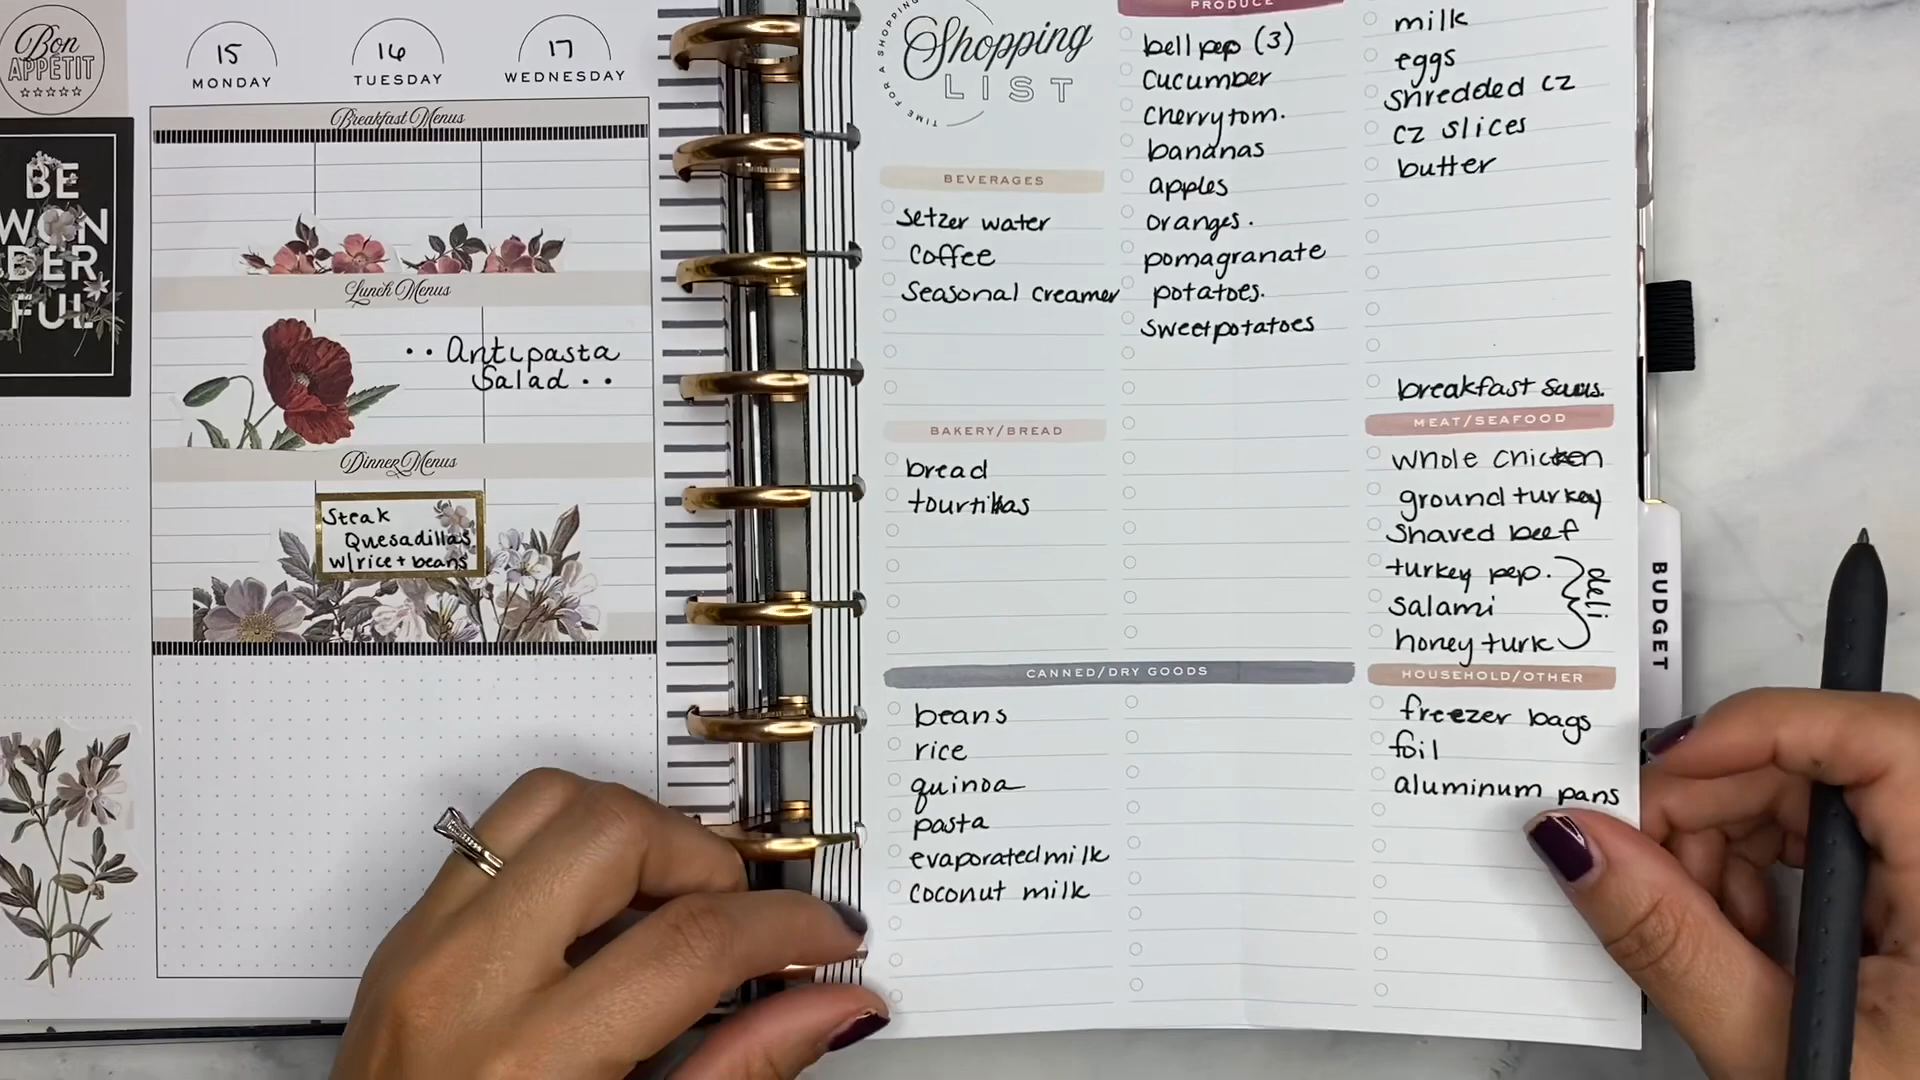 Bon
APPÉTIT
BE
WON
DER
FUL
15
MONDAY
16
TUESDAY
17
WEDNESDAY
Breakfast Menus
Lunch Menus
Antipasta
Salad
Dinner Menus
Steak
Quesadillas
w/rice + beans
TIME FOR A SHOPPING
Shopping
LIST
BEVERAGES
setzer water
coffee
Seasonal creamer
BAKERY/BREAD
bread
tourtillas
PRODUCE
bell pep (3)
Cucumber
Cherry tom.
bananas
apples
oranges.
pomagranate
potatoes.
sweetpotatoes
milk
eggs
shredded cz
cz slices
butter
breakfast saus.
MEAT/SEAFOOD
whole chicken
ground turkey
Shaved beef
turkey pep.
salami
honey turk
deli
CANNED/DRY GOODS
beans
rice
quinoa
pasta
evaporated milk
coconut milk
HOUSEHOLD/OTHER
freezer bags
foil
aluminum pans
BUDGET